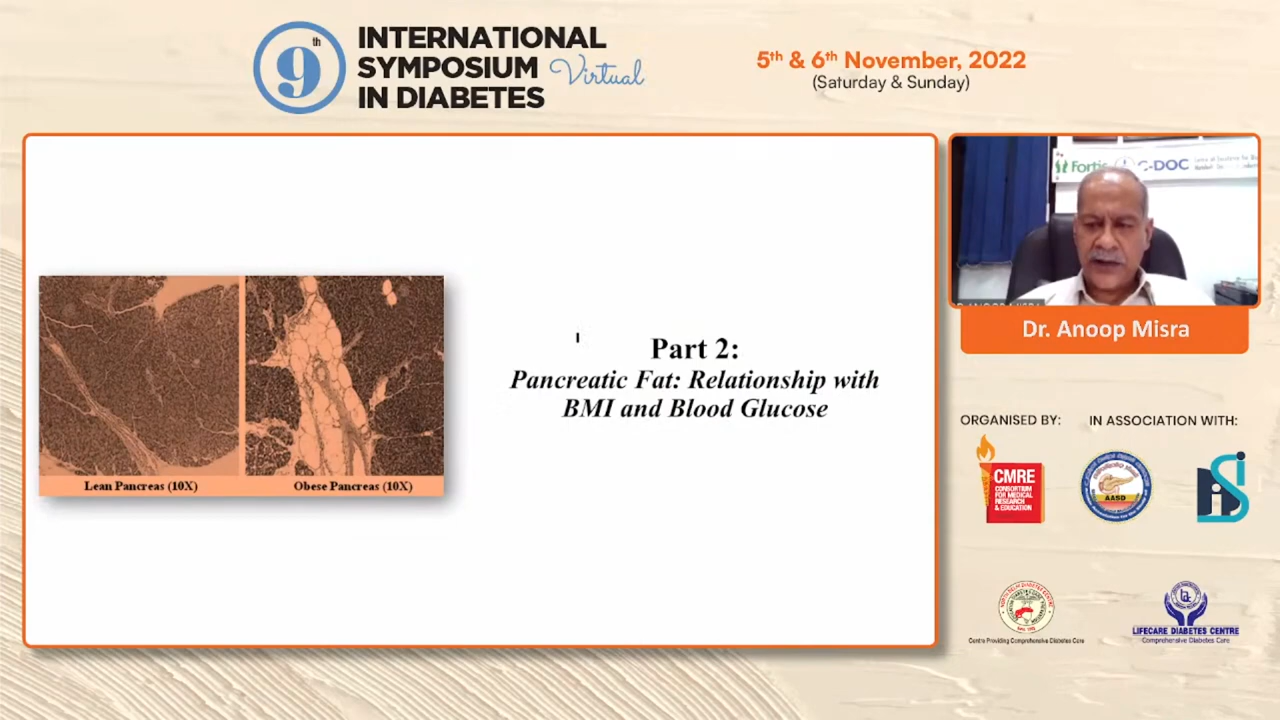 9th
INTERNATIONAL
SYMPOSIUM Virtual
IN DIABETES
5th & 6th November, 2022
(Saturday & Sunday)
Part 2:
Pancreatic Fat: Relationship with
BMI and Blood Glucose
Lean Pancreas (10X)
Obese Pancreas (10X)
Fortis
C-DOC
Dr. Anoop Misra
ORGANISED BY:
IN ASSOCIATION WITH:
CMRE
CONSORTIUM
FOR MEDICAL
RESEARCH
& EDUCATION
AASD
Centre Providing Comprehensive Diabetes Care
LIFECARE DIABETES CENTRE
Comprehensive Diabetes Care